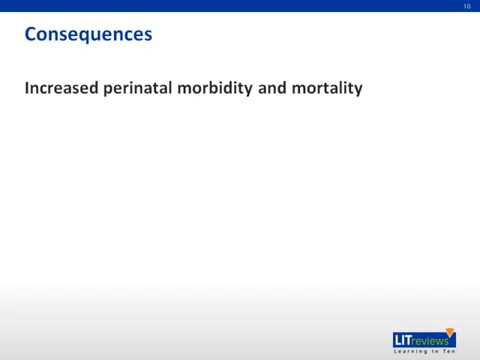 10
Consequences
Increased perinatal morbidity and mortality
LITreviews
Learning In Ten